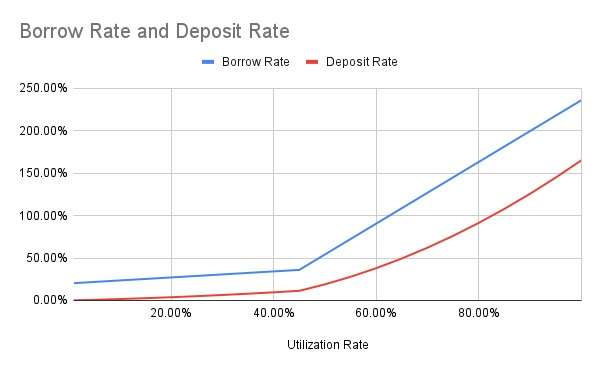 Borrow Rate and Deposit Rate
Borrow Rate Deposit Rate
250.00%
200.00%
150.00%
100.00%
50.00%
0.00%
20.00% 40.00% 60.00% 80.00%
Utilization Rate